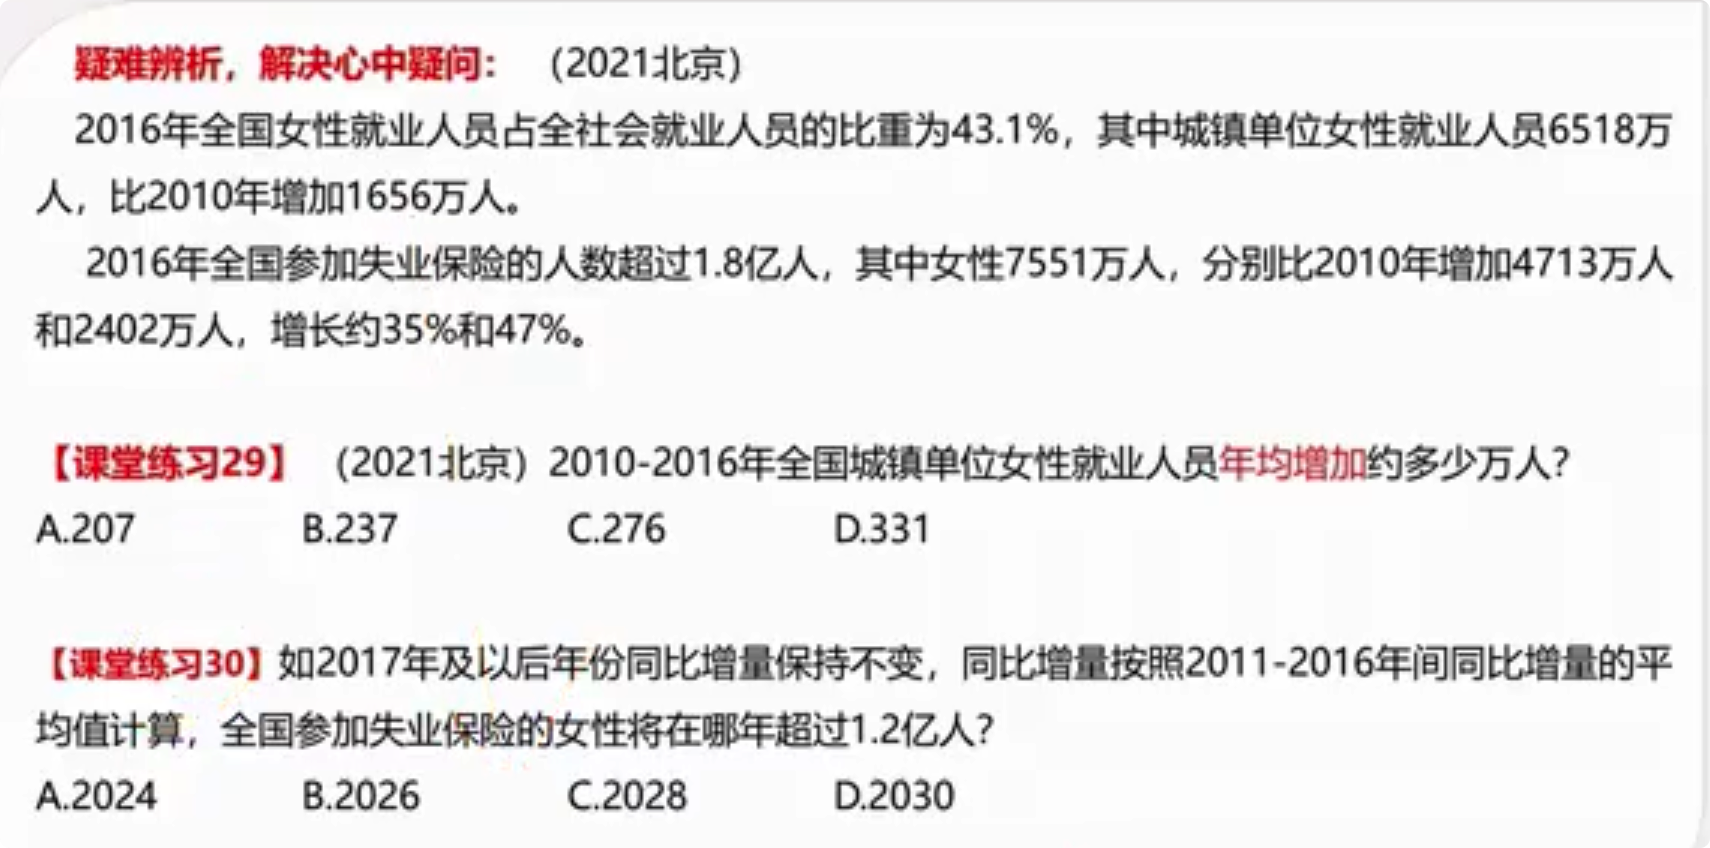 疑难辨析，解决心中疑问：（2021北京）
2016年全国女性就业人员占全社会就业人员的比重为43.1%，其中城镇单位女性就业人员6518万
人，比2010年增加1656万人。
2016年全国参加失业保险的人数超过1.8亿人，其中女性7551万人，分别比2010年增加4713万人
和2402万人，增长约35%和47%。
【课堂练习29】（2021北京）2010-2016年全国城镇单位女性就业人员年均增加约多少万人？
A.207 B.237 C.276 D.331
【课堂练习30】如2017年及以后年份同比增量保持不变，同比增量按照2011-2016年间同比增量的平
均值计算，全国参加失业保险的女性将在哪年超过1.2亿人？
A.2024 B.2026 C.2028 D.2030